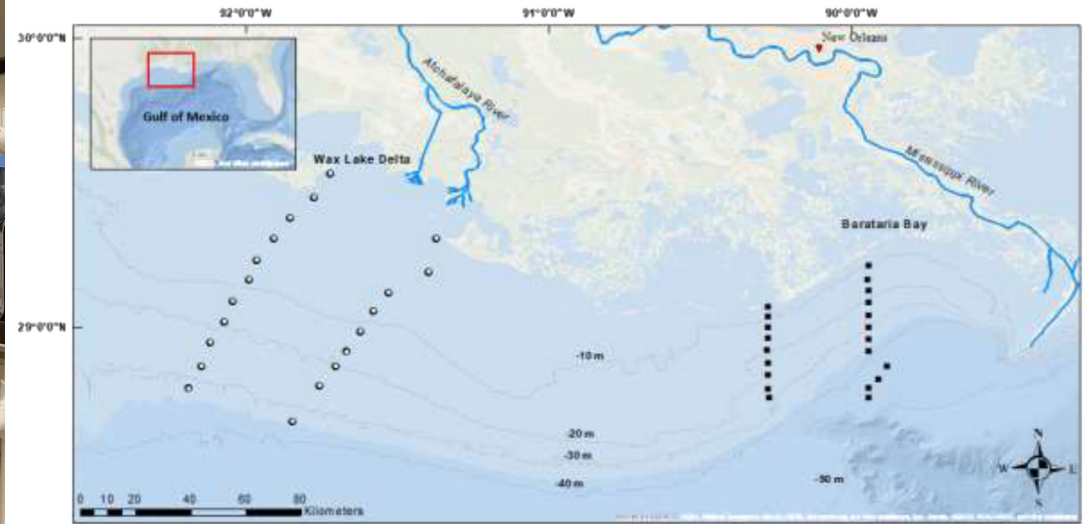 92°0'0"W
91°0'0"W
90°0'0"W
30°0'0"N
New Orleans
Atchafalaya River
Gulf of Mexico
Wax Lake Delta
Mississippi River
Barataria Bay
29°0'0"N
-10 m
-20 m
-30 m
-40 m
-50 m
N
W
E
S
0 10 20 40 60 80
Kilometers